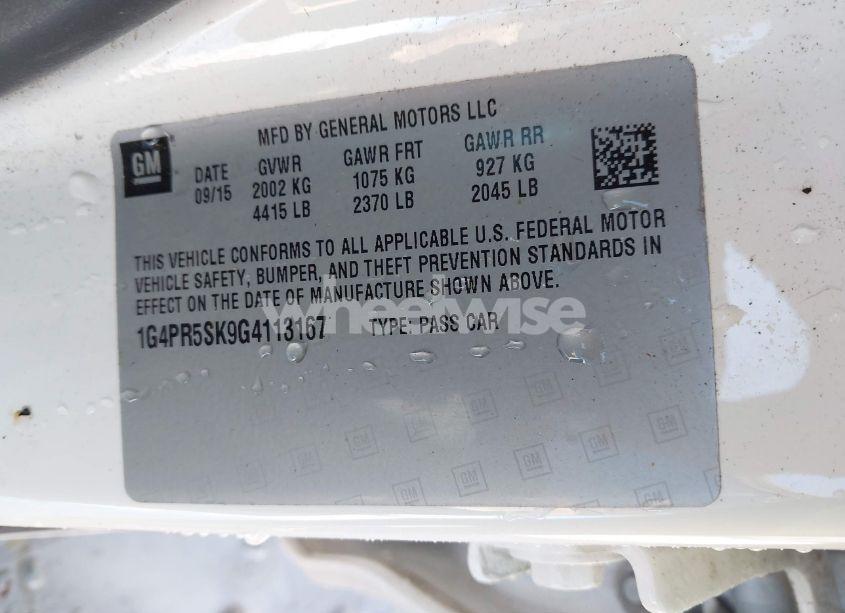 MFD BY GENERAL MOTORS LLC
GM
DATE GVWR GAWR FRT GAWR RR
09/15 2002 KG 1075 KG 927 KG
4415 LB 2370 LB 2045 LB
THIS VEHICLE CONFORMS TO ALL APPLICABLE U.S. FEDERAL MOTOR
VEHICLE SAFETY, BUMPER, AND THEFT PREVENTION STANDARDS IN
EFFECT ON THE DATE OF MANUFACTURE SHOWN ABOVE.
1G4PR5SK9G4113167 TYPE: PASS CAR
wheelwise